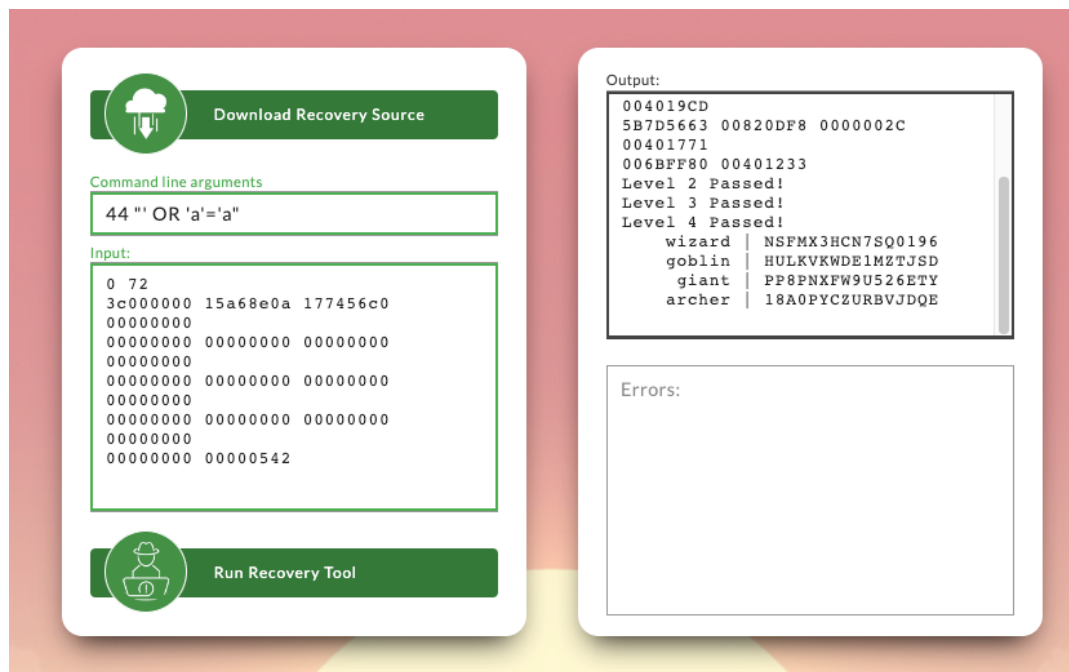 Download Recovery Source
Command line arguments
44 "' OR 'a'='a"
Input:
0 72
3c000000 15a68e0a 177456c0
00000000
00000000 00000000 00000000
00000000
00000000 00000000 00000000
00000000
00000000 00000000 00000000
00000000
00000000 00000542
Run Recovery Tool
Output:
004019CD
5B7D5663 00820DF8 0000002C
00401771
006BFF80 00401233
Level 2 Passed!
Level 3 Passed!
Level 4 Passed!
wizard | NSFMX3HCN7SQ0196
goblin | HULKVKWDE1MZTJSD
giant | PP8PNXFW9U526ETY
archer | 18A0PYCZURBVJDQE
Errors: